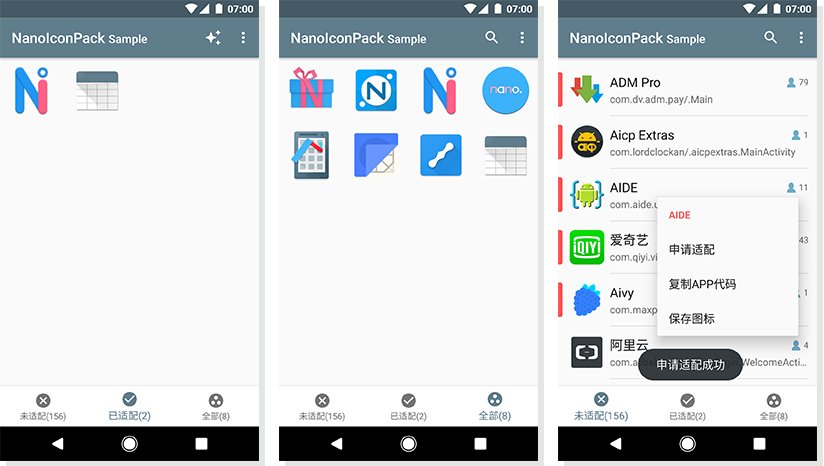 07:00
NanoIconPack Sample
未适配(156)
已适配(2)
全部(8)
07:00
NanoIconPack Sample
N
nano.
未适配(156)
已适配(2)
全部(8)
07:00
NanoIconPack Sample
ADM Pro
79
com.dv.adm.pay/.Main
aicp
Aicp Extras
1
com.lordclockan/.aicpextras.MainActivity
AIDE
11
com.aide.u
AIDE
QIYI
爱奇艺
43
com.qiyi.vi
申请适配
Aivy
1
com.maxp
复制APP代码
保存图标
阿里云
4
WelcomeActi...
申请适配成功
未适配(156)
已适配(2)
全部(8)